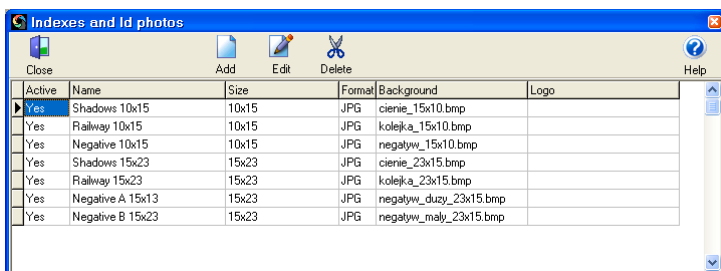 Indexes and Id photos
Close Add Edit Delete Help
Active Name Size Format Background Logo
Yes Shadows 10x15 10x15 JPG cienie_15x10.bmp
Yes Railway 10x15 10x15 JPG kolejka_15x10.bmp
Yes Negative 10x15 10x15 JPG negatyw_15x10.bmp
Yes Shadows 15x23 15x23 JPG cienie_23x15.bmp
Yes Railway 15x23 15x23 JPG kolejka_23x15.bmp
Yes Negative A 15x13 15x23 JPG negatyw_duzy_23x15.bmp
Yes Negative B 15x23 15x23 JPG negatyw_maly_23x15.bmp